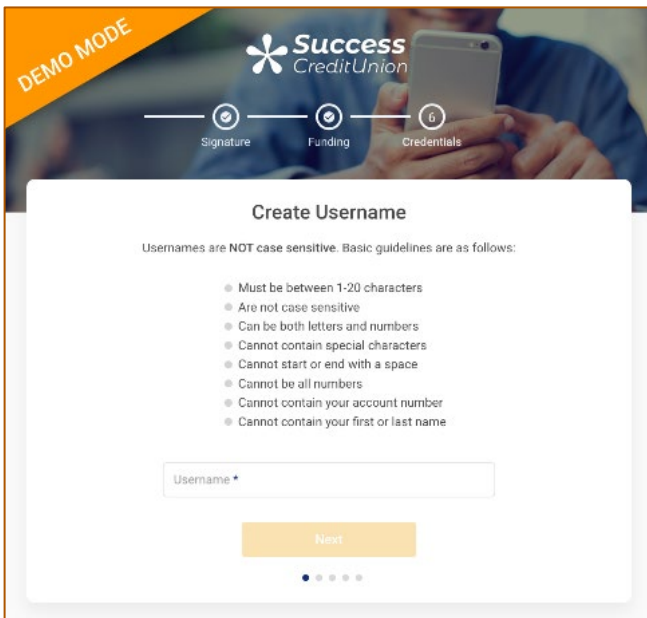 DEMO MODE
Success
CreditUnion
6
Signature Funding Credentials
Create Username
Usernames are NOT case sensitive. Basic guidelines are as follows:
Must be between 1-20 characters
Are not case sensitive
Can be both letters and numbers
Cannot contain special characters
Cannot start or end with a space
Cannot be all numbers
Cannot contain your account number
Cannot contain your first or last name
Username *
Next